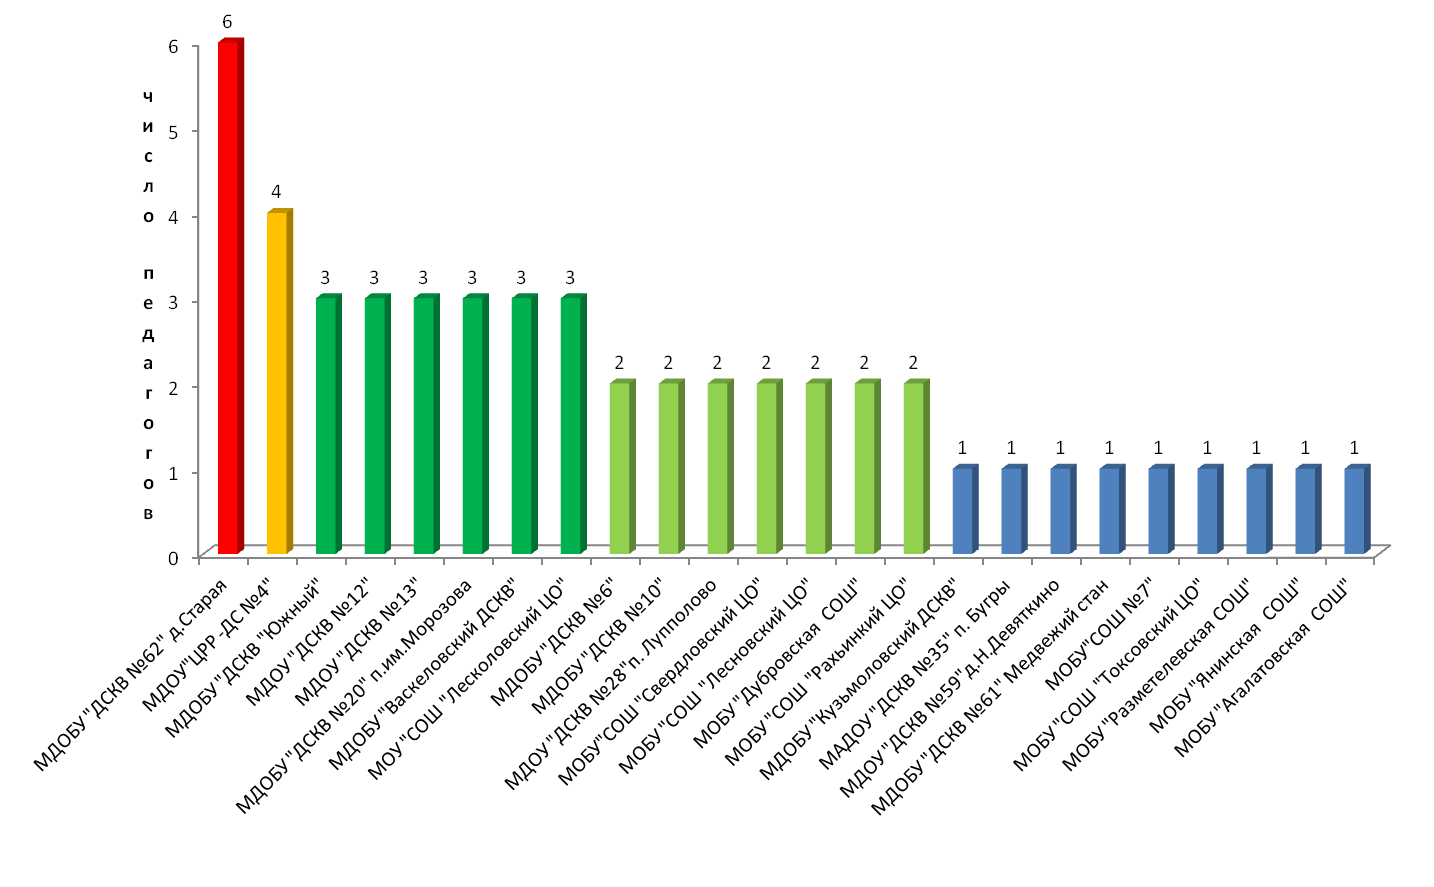 число педагогов
6
5
4
3
2
1
0
6
4
3
3
3
3
3
3
2
2
2
2
2
2
2
1
1
1
1
1
1
1
1
1
МДОБУ "ДСКВ №62" д.Старая
МДОУ"ЦРР -ДС №4"
МДОБУ "ДСКВ "Южный"
МДОУ "ДСКВ №12"
МДОУ "ДСКВ №13"
МДОБУ "ДСКВ №20" п.им.Морозова
МДОБУ "Васкеловский ДСКВ"
МОУ "СОШ "Лесколовский ЦО"
МДОБУ "ДСКВ №6"
МДОБУ "ДСКВ №10"
МДОУ "ДСКВ №28"п. Лупполово
МОБУ"СОШ "Свердловский ЦО"
МОБУ "СОШ "Лесновский ЦО"
МОБУ "Дубровская СОШ"
МОБУ "СОШ "Рахьинкий ЦО"
МДОБУ "Кузьмоловский ДСКВ"
МАДОУ "ДСКВ №35" п. Бугры
МДОУ "ДСКВ №59"д.Н.Девяткино
МДОБУ "ДСКВ №61" Медвежий стан
МОБУ"СОШ №7"
МОБУ "СОШ "Токсовский ЦО"
МОБУ "Разметелевская СОШ"
МОБУ "Янинская СОШ"
МОБУ "Агалатовская СОШ"